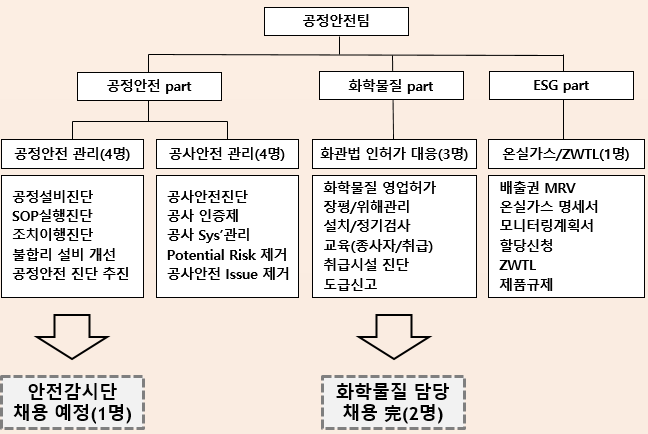 공정안전팀
공정안전 part
화학물질 part
ESG part
공정안전 관리(4명)
공사안전 관리(4명)
화관법 인허가 대응(3명)
온실가스/ZWTL(1명)
공정설비진단
SOP실행진단
조치이행진단
불합리 설비 개선
공정안전 진단 추진
공사안전진단
공사 인증제
공사 Sys’관리
Potential Risk 제거
공사안전 Issue 제거
화학물질 영업허가
장평/위해관리
설치/정기검사
교육(종사자/취급)
취급시설 진단
도급신고
배출권 MRV
온실가스 명세서
모니터링계획서
할당신청
ZWTL
제품규제
안전감시단
채용 예정(1명)
화학물질 담당
채용 完(2명)